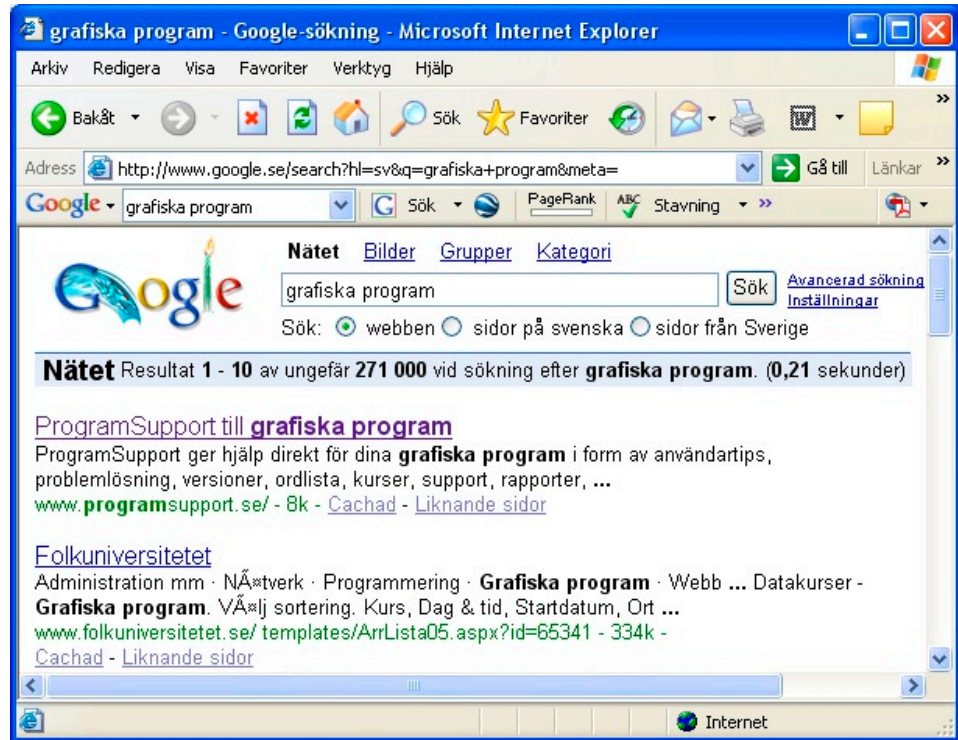 grafiska program - Google-sökning - Microsoft Internet Explorer
Arkiv Redigera Visa Favoriter Verktyg Hjälp
Bakåt Sök Favoriter W »
Adress http://www.google.se/search?hl=sv&q=grafiska+program&meta= Gå till Länkar »
Google grafiska program G Sök PageRank ABC Stavning »
Nätet Bilder Grupper Kategori
Google grafiska program Sök Avancerad sökning
Inställningar
Sök: webben sidor på svenska sidor från Sverige
Nätet Resultat 1 - 10 av ungefär 271 000 vid sökning efter grafiska program. (0,21 sekunder)
ProgramSupport till grafiska program
ProgramSupport ger hjälp direkt för dina grafiska program i form av användartips,
problemlösning, versioner, ordlista, kurser, support, rapporter, ...
www.programsupport.se/ - 8k - Cachad - Liknande sidor
Folkuniversitetet
Administration mm · NÃ¤tverk · Programmering · Grafiska program · Webb ... Datakurser -
Grafiska program. VÃ¤lj sortering. Kurs, Dag & tid, Startdatum, Ort ...
www.folkuniversitetet.se/ templates/ArrLista05.aspx?id=65341 - 334k -
Cachad - Liknande sidor
Internet